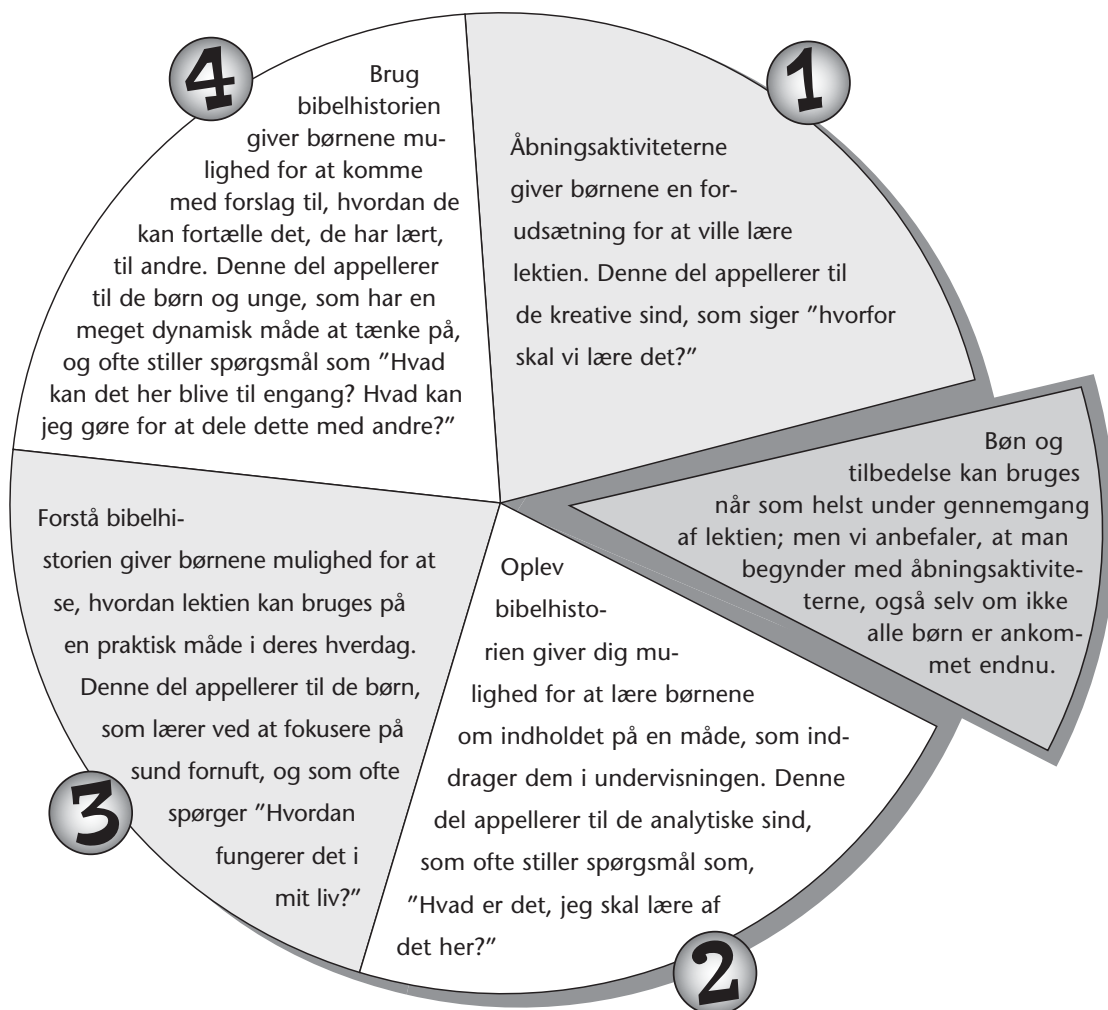 1
Åbningsaktiviteterne
giver børnene en for-
udsætning for at ville lære
lektien. Denne del appellerer til
de kreative sind, som siger ”hvorfor
skal vi lære det?”
Bøn og
tilbedelse kan bruges
når som helst under gennemgang
af lektien; men vi anbefaler, at man
begynder med åbningsaktivite-
terne, også selv om ikke
alle børn er ankom-
met endnu.
2
Oplev
bibelhisto-
rien giver dig mu-
lighed for at lære børnene
om indholdet på en måde, som ind-
drager dem i undervisningen. Denne
del appellerer til de analytiske sind,
som ofte stiller spørgsmål som,
”Hvad er det, jeg skal lære af
det her?”
3
Forstå bibelhi-
storien giver børnene mulighed for at
se, hvordan lektien kan bruges på
en praktisk måde i deres hverdag.
Denne del appellerer til de børn,
som lærer ved at fokusere på
sund fornuft, og som ofte
spørger ”Hvordan
fungerer det i
mit liv?”
4
Brug
bibelhistorien
giver børnene mu-
lighed for at komme
med forslag til, hvordan de
kan fortælle det, de har lært,
til andre. Denne del appellerer
til de børn og unge, som har en
meget dynamisk måde at tænke på,
og ofte stiller spørgsmål som ”Hvad
kan det her blive til engang? Hvad kan
jeg gøre for at dele dette med andre?”